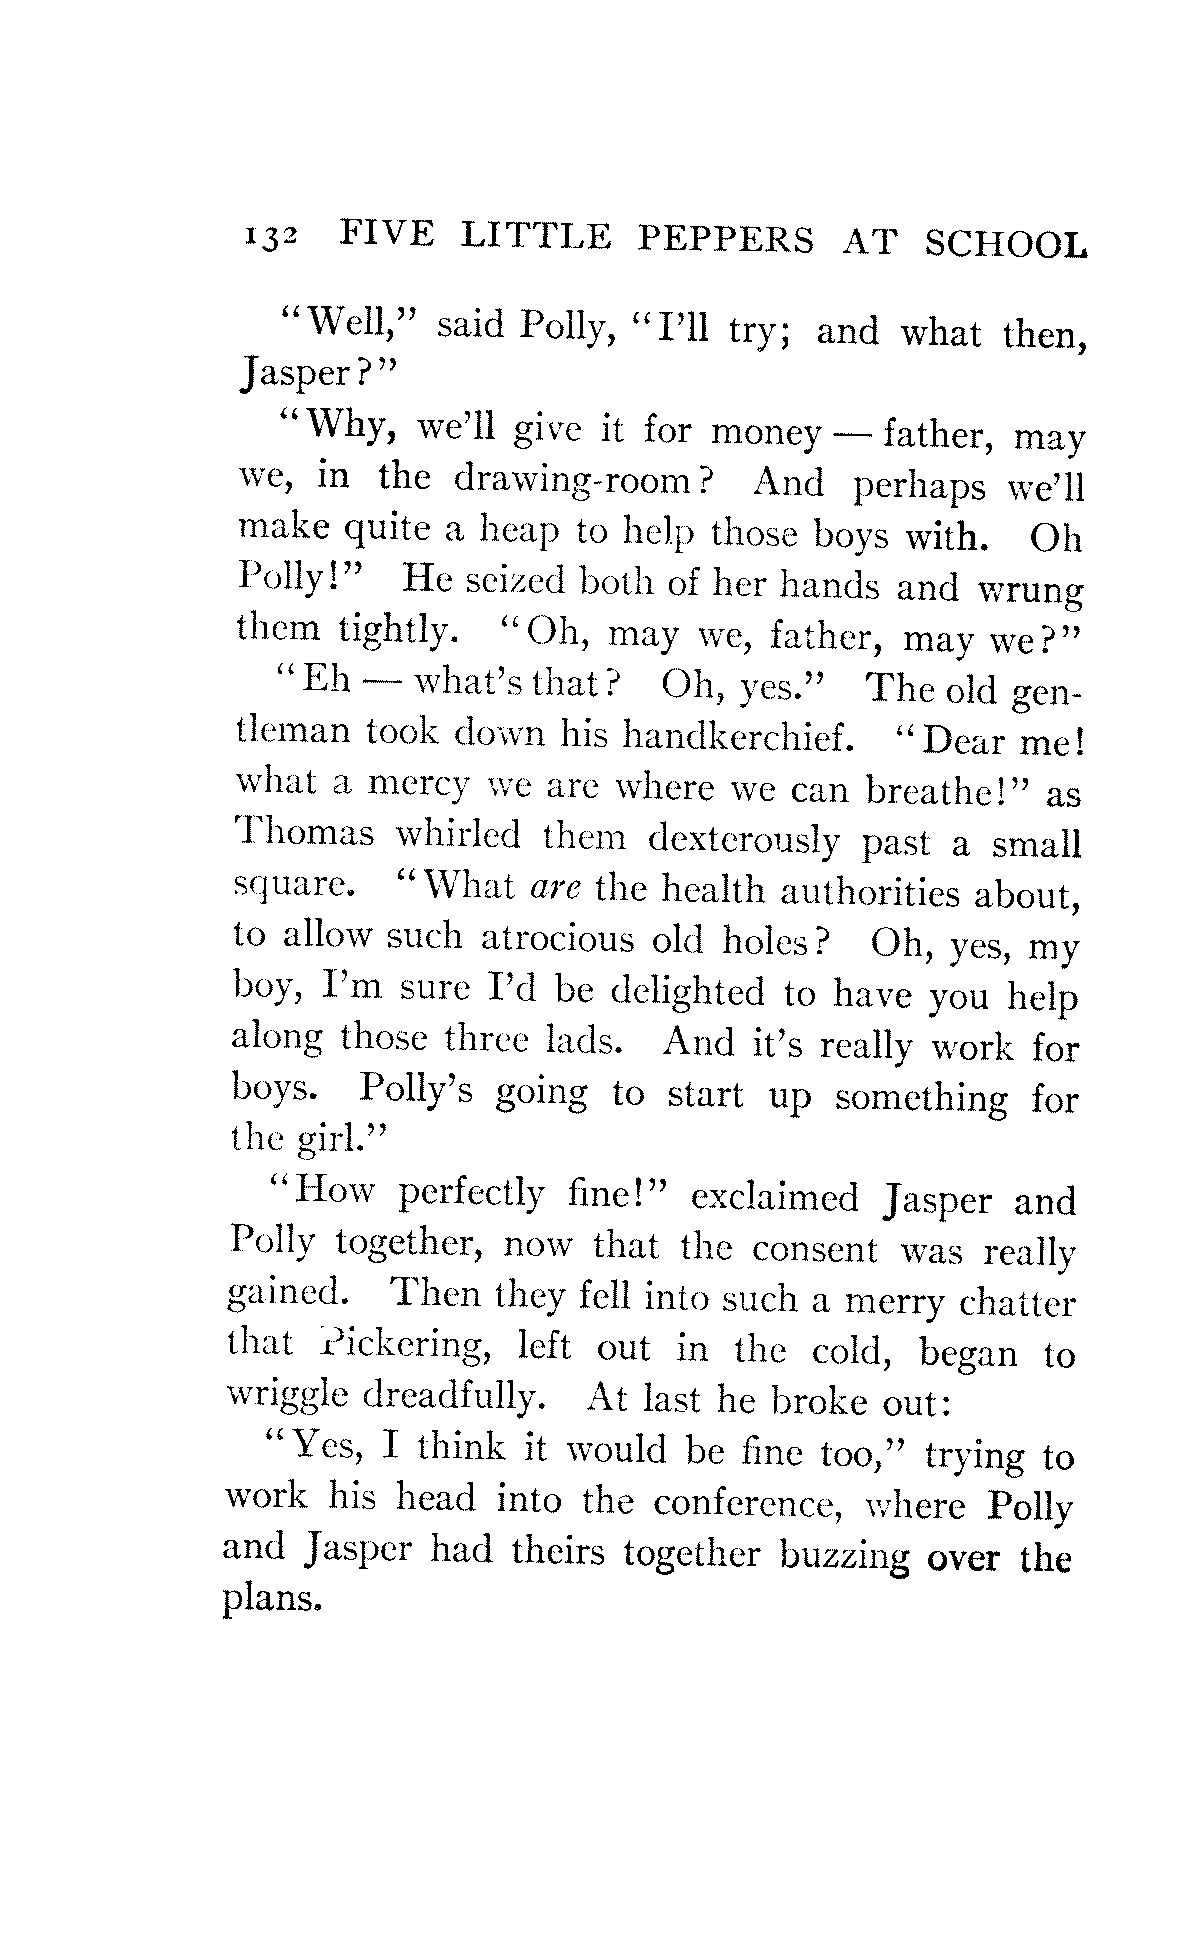 132 FIVE LITTLE PEPPERS AT SCHOOL
"Well," said Polly, "I'll try; and what then,
Jasper?"
"Why, we'll give it for money — father, may
we, in the drawing-room? And perhaps we'll
make quite a heap to help those boys with. Oh
Polly!" He seized both of her hands and wrung
them tightly. "Oh, may we, father, may we?"
"Eh — what's that? Oh, yes." The old gen-
tleman took down his handkerchief. "Dear me!
what a mercy we are where we can breathe!" as
Thomas whirled them dexterously past a small
square. "What are the health authorities about,
to allow such atrocious old holes? Oh, yes, my
boy, I'm sure I'd be delighted to have you help
along those three lads. And it's really work for
boys. Polly's going to start up something for
the girl."
"How perfectly fine!" exclaimed Jasper and
Polly together, now that the consent was really
gained. Then they fell into such a merry chatter
that Pickering, left out in the cold, began to
wriggle dreadfully. At last he broke out:
"Yes, I think it would be fine too," trying to
work his head into the conference, where Polly
and Jasper had theirs together buzzing over the
plans.